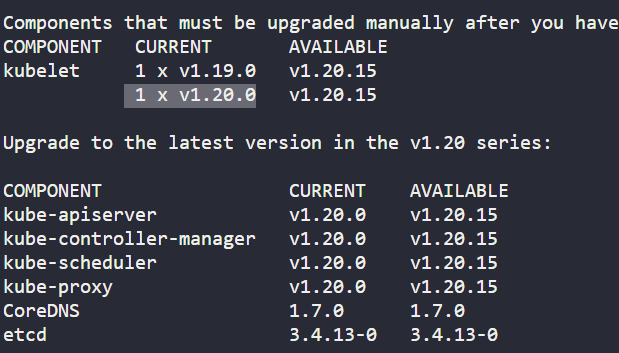 Components that must be upgraded manually after you have
COMPONENT   CURRENT       AVAILABLE
kubelet     1 x v1.19.0   v1.20.15
            1 x v1.20.0   v1.20.15
Upgrade to the latest version in the v1.20 series:
COMPONENT                 CURRENT    AVAILABLE
kube-apiserver            v1.20.0    v1.20.15
kube-controller-manager   v1.20.0    v1.20.15
kube-scheduler            v1.20.0    v1.20.15
kube-proxy                v1.20.0    v1.20.15
CoreDNS                   1.7.0      1.7.0
etcd                      3.4.13-0   3.4.13-0